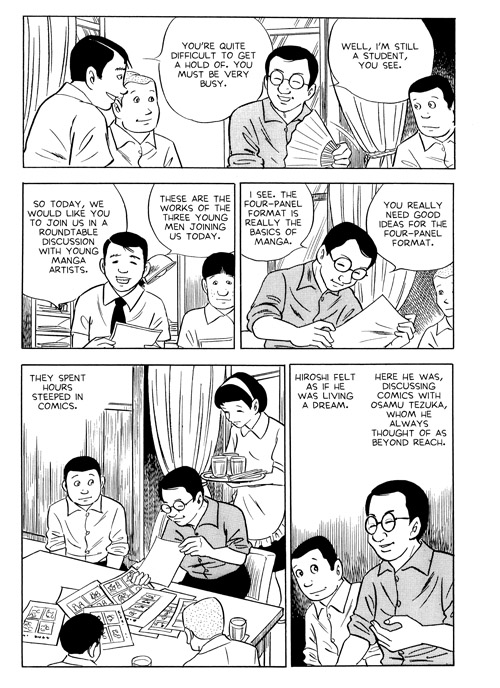 YOU'RE QUITE
DIFFICULT TO GET
A HOLD OF. YOU
MUST BE VERY
BUSY.
WELL, I'M STILL
A STUDENT,
YOU SEE.
SO TODAY, WE
WOULD LIKE YOU
TO JOIN US IN A
ROUNDTABLE
DISCUSSION
WITH YOUNG
MANGA
ARTISTS.
THESE ARE THE
WORKS OF THE
THREE YOUNG
MEN JOINING
US TODAY.
I SEE. THE
FOUR-PANEL
FORMAT IS
REALLY THE
BASICS OF
MANGA.
YOU REALLY
NEED GOOD
IDEAS FOR THE
FOUR-PANEL
FORMAT.
THEY SPENT
HOURS
STEEPED IN
COMICS.
HIROSHI FELT
AS IF HE
WAS LIVING
A DREAM.
HERE HE WAS,
DISCUSSING
COMICS WITH
OSAMU TEZUKA,
WHOM HE
ALWAYS
THOUGHT OF AS
BEYOND REACH.